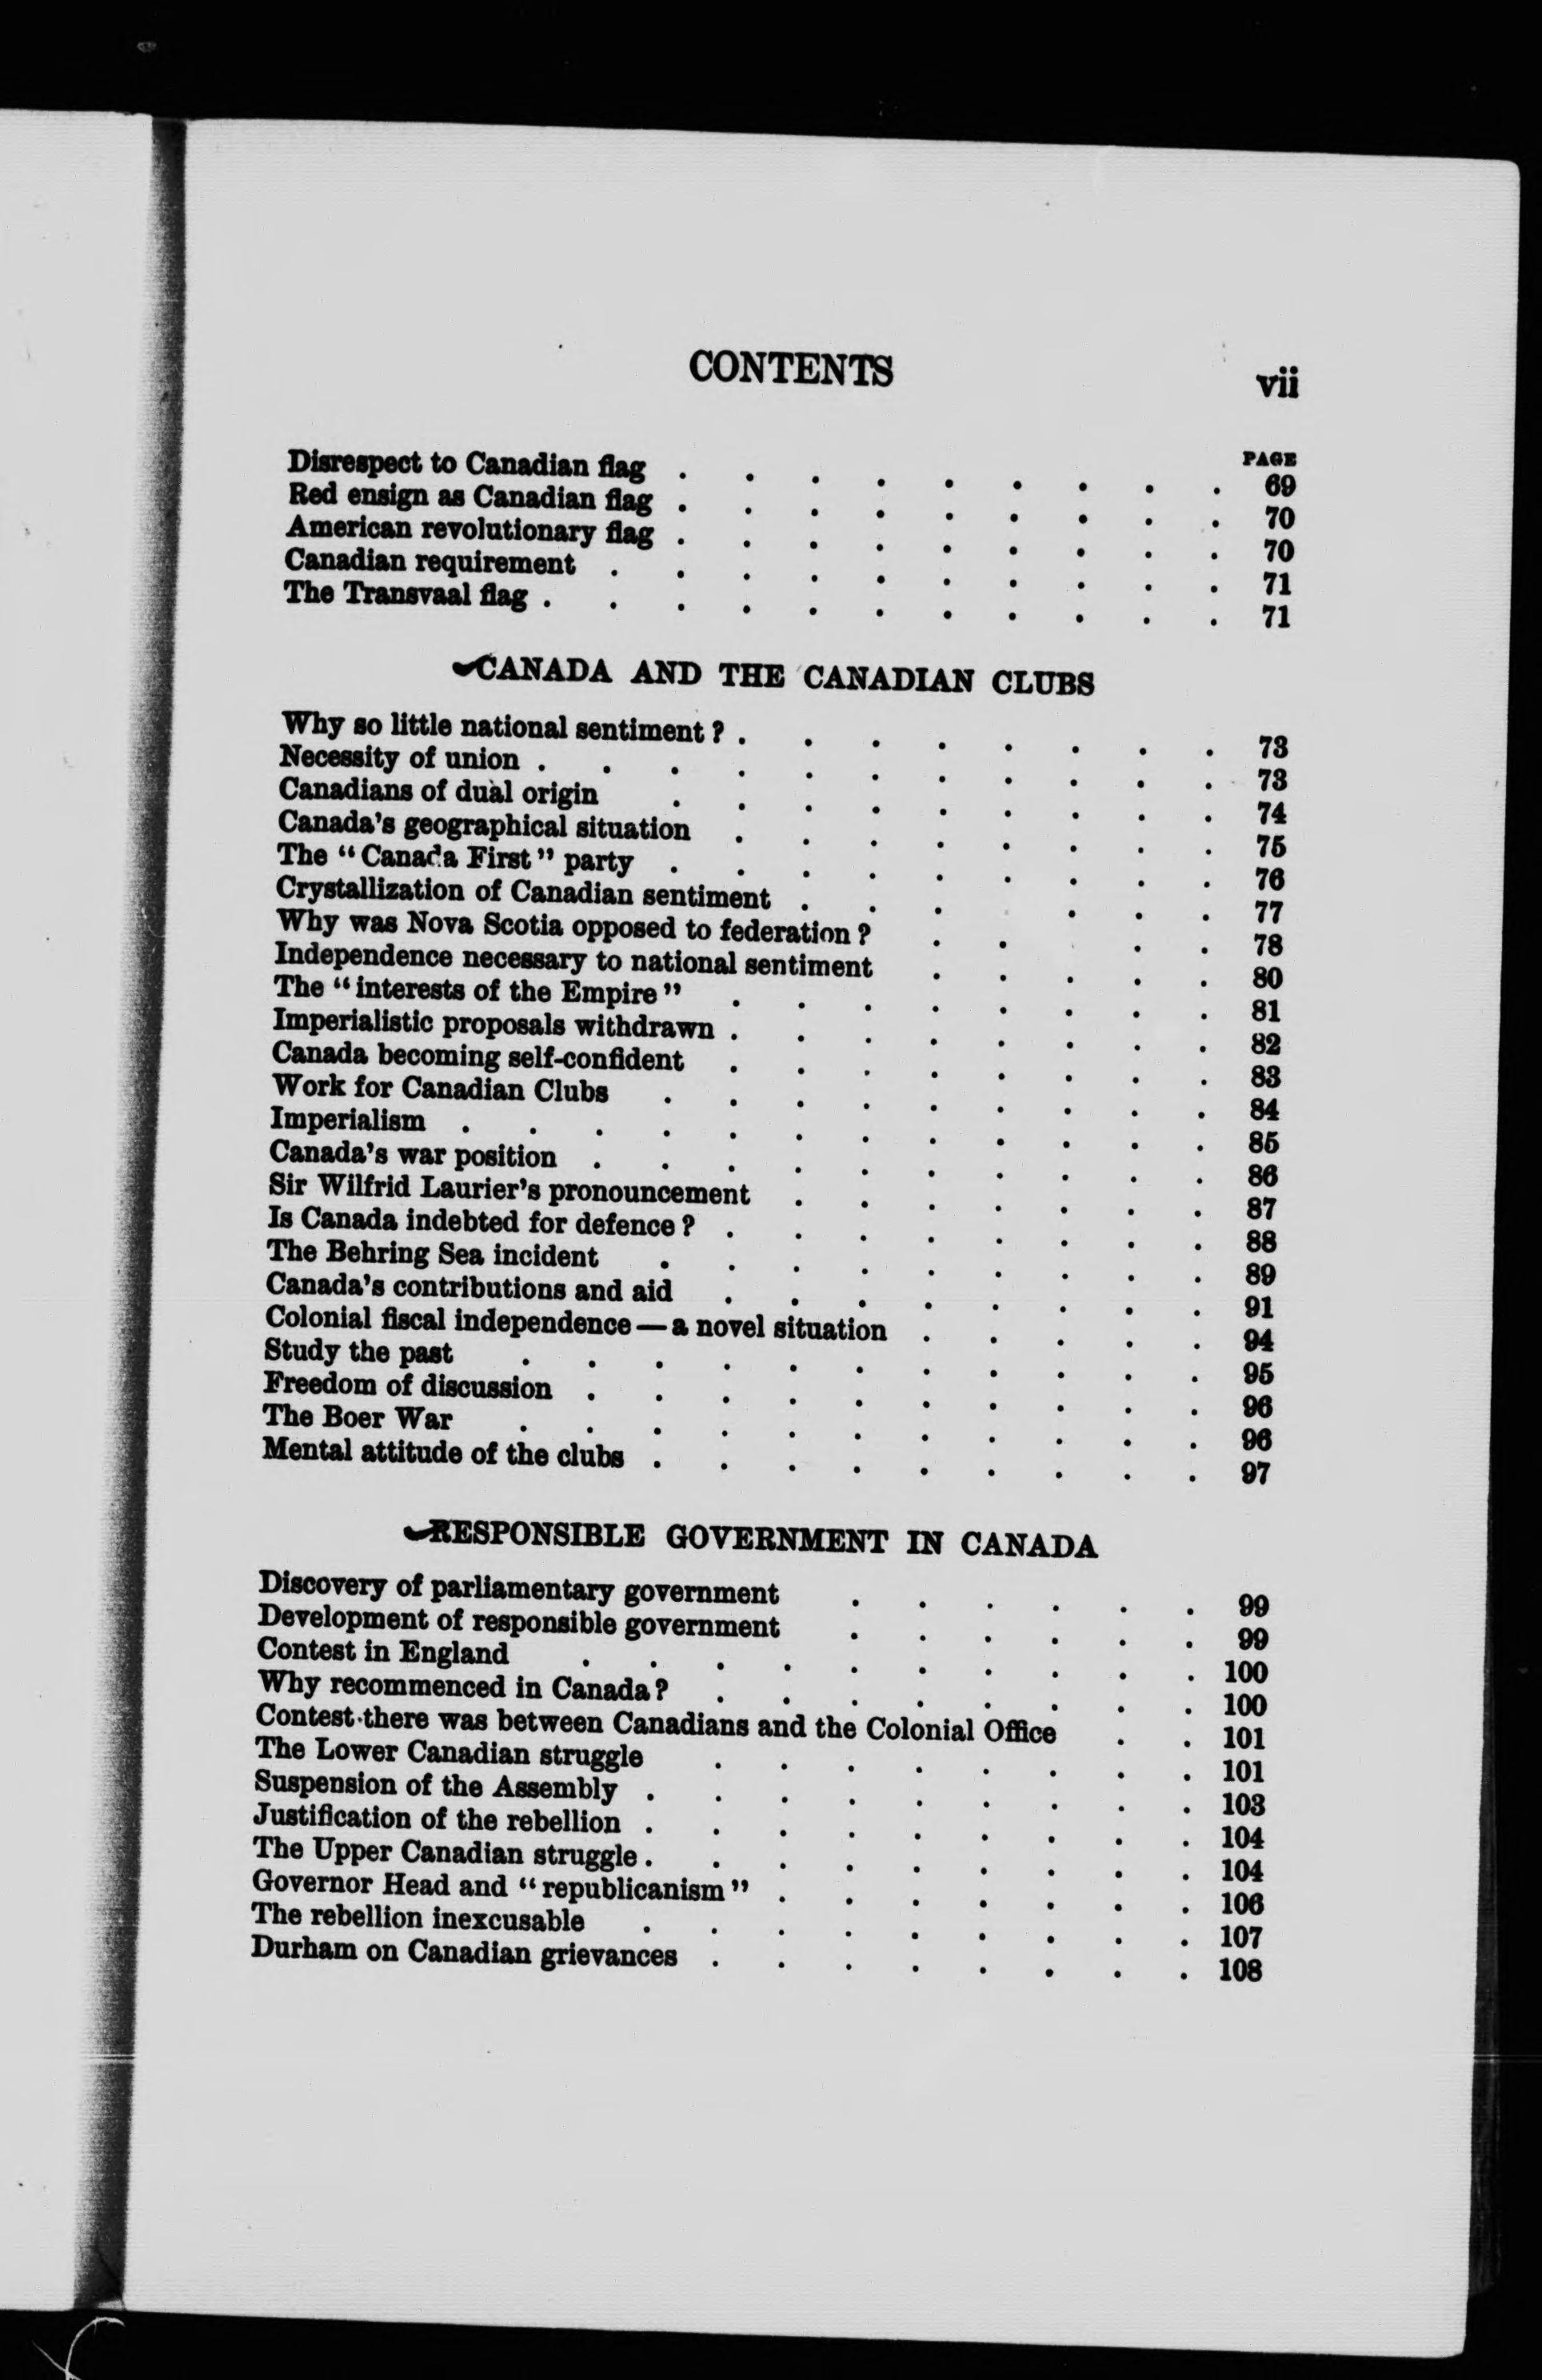 CONTENTS vii
PAGE
Disrespect to Canadian flag . . . . . . . . . 69
Red ensign as Canadian flag . . . . . . . . . 70
American revolutionary flag . . . . . . . . . 70
Canadian requirement . . . . . . . . . . 71
The Transvaal flag . . . . . . . . . . . 71
CANADA AND THE CANADIAN CLUBS
Why so little national sentiment ? . . . . . . . . 73
Necessity of union . . . . . . . . . . . 73
Canadians of dual origin . . . . . . . . . 74
Canada's geographical situation . . . . . . . . 75
The “Canada First” party . . . . . . . . . 76
Crystallization of Canadian sentiment . . . . . . 77
Why was Nova Scotia opposed to federation ? . . . . 78
Independence necessary to national sentiment . . . . . 80
The “interests of the Empire” . . . . . . . . 81
Imperialistic proposals withdrawn . . . . . . . . 82
Canada becoming self-confident . . . . . . . . 83
Work for Canadian Clubs . . . . . . . . . 84
Imperialism . . . . . . . . . . . . 85
Canada's war position . . . . . . . . . . 86
Sir Wilfrid Laurier's pronouncement . . . . . . . 87
Is Canada indebted for defence ? . . . . . . . . 88
The Behring Sea incident . . . . . . . . . 89
Canada's contributions and aid . . . . . . . . 91
Colonial fiscal independence — a novel situation . . . . . 94
Study the past . . . . . . . . . . . 95
Freedom of discussion . . . . . . . . . . 96
The Boer War . . . . . . . . . . . 96
Mental attitude of the clubs . . . . . . . . . 97
RESPONSIBLE GOVERNMENT IN CANADA
Discovery of parliamentary government . . . . . . 99
Development of responsible government . . . . . . 99
Contest in England . . . . . . . . . . 100
Why recommenced in Canada? . . . . . . . . 100
Contest there was between Canadians and the Colonial Office . . 101
The Lower Canadian struggle . . . . . . . . 101
Suspension of the Assembly . . . . . . . . . 103
Justification of the rebellion . . . . . . . . . 104
The Upper Canadian struggle . . . . . . . . . 104
Governor Head and “republicanism” . . . . . . . 106
The rebellion inexcusable . . . . . . . . . 107
Durham on Canadian grievances . . . . . . . . 108